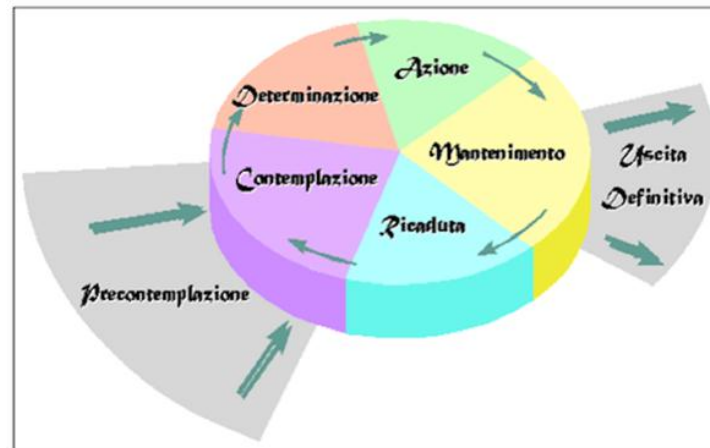 Azione
Determinazione
Mantenimento
Uscita
Definitiva
Contemplazione
Ricaduta
Precontemplazione